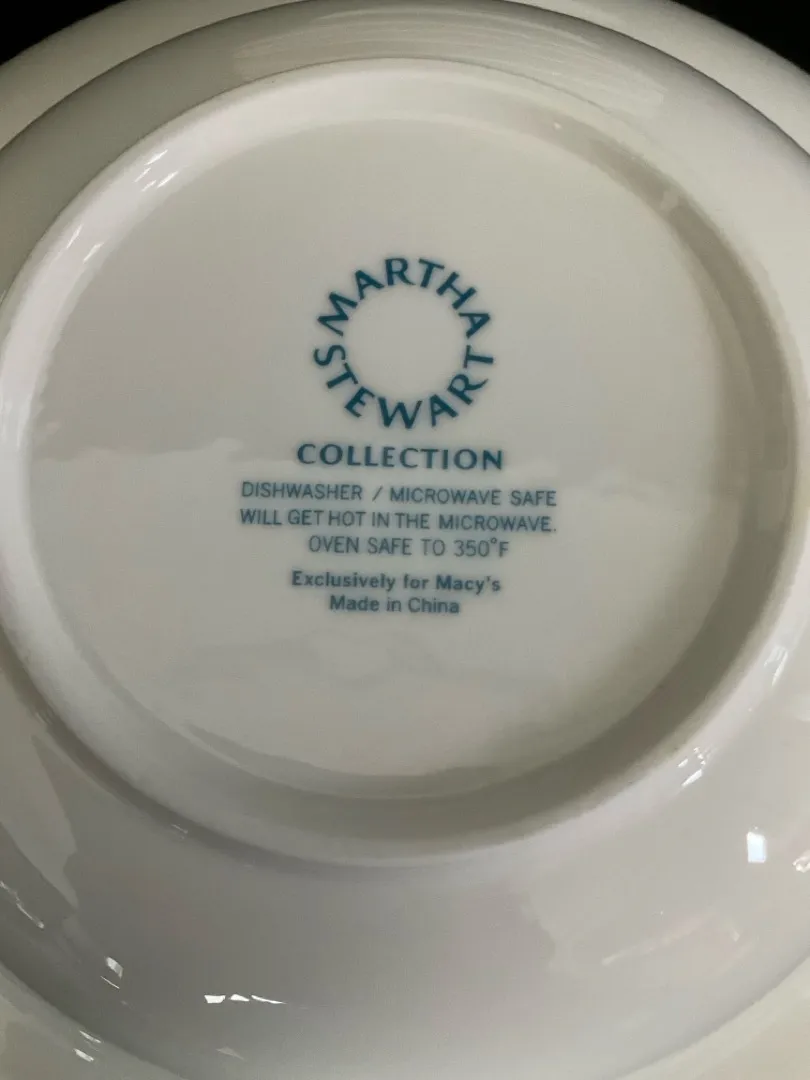 MARTHA
STEWART
COLLECTION
DISHWASHER / MICROWAVE SAFE
WILL GET HOT IN THE MICROWAVE.
OVEN SAFE TO 350°F
Exclusively for Macy's
Made in China